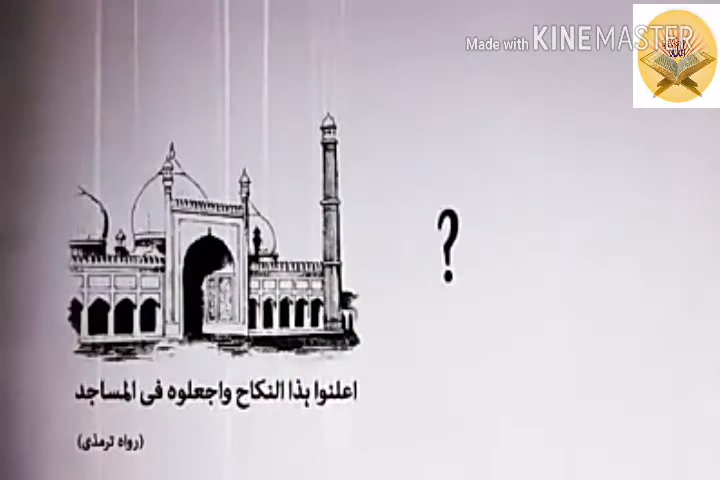 Made with KINEMASTER
?
اعلنوا ہذا النکاح واجعلوہ فی المساجد
(رواہ ترمذی)